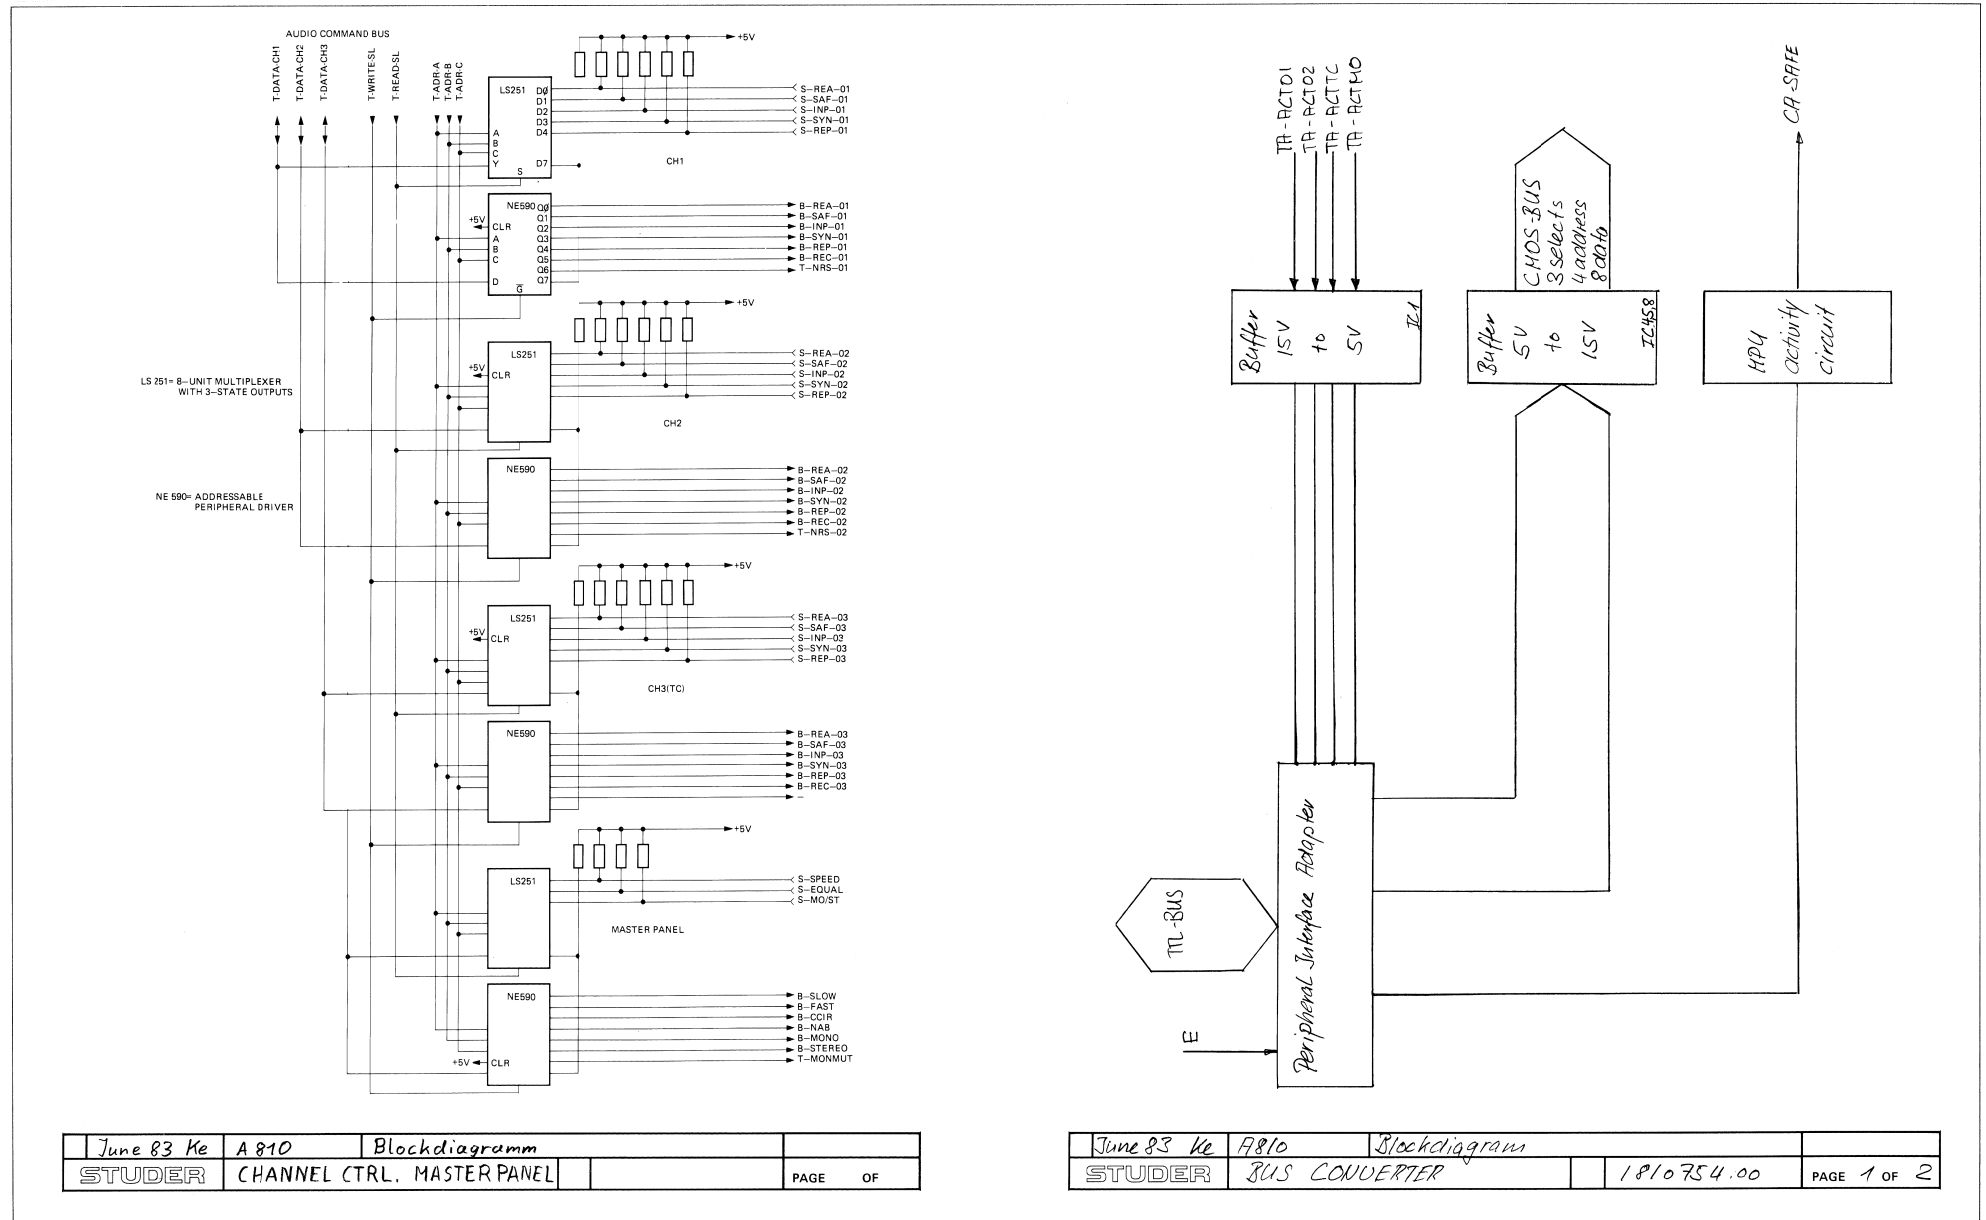 AUDIO COMMAND BUS
T-DATA-CH1
T-DATA-CH2
T-DATA-CH3
T-WRITE-SL
T-READ-SL
T-ADR-A
T-ADR-B
T-ADR-C
+5V
LS251
DØ
D1
D2
D3
D4
D7
A
B
C
Y
S
S-REA-01
S-SAF-01
S-INP-01
S-SYN-01
S-REP-01
CH1
NE590
QØ
Q1
Q2
Q3
Q4
Q5
Q6
Q7
+5V
CLR
A
B
C
D
G
B-REA-01
B-SAF-01
B-INP-01
B-SYN-01
B-REP-01
B-REC-01
T-NRS-01
+5V
LS251
+5V
CLR
S-REA-02
S-SAF-02
S-INP-02
S-SYN-02
S-REP-02
CH2
LS 251= 8-UNIT MULTIPLEXER
WITH 3-STATE OUTPUTS
NE590
B-REA-02
B-SAF-02
B-INP-02
B-SYN-02
B-REP-02
B-REC-02
T-NRS-02
NE 590= ADDRESSABLE
PERIPHERAL DRIVER
+5V
LS251
+5V
CLR
S-REA-03
S-SAF-03
S-INP-03
S-SYN-03
S-REP-03
CH3(TC)
NE590
B-REA-03
B-SAF-03
B-INP-03
B-SYN-03
B-REP-03
B-REC-03
-
+5V
LS251
S-SPEED
S-EQUAL
S-MO/ST
MASTER PANEL
NE590
+5V
CLR
B-SLOW
B-FAST
B-CCIR
B-NAB
B-MONO
B-STEREO
T-MONMUT
June 83 Ke
A 810
Blockdiagramm
STUDER
CHANNEL CTRL. MASTER PANEL
PAGE OF
TA-ACT01
TA-ACT02
TA-ACTTC
TA-ACTMO
CMOS-BUS
3 selects
4 address
8 data
CA-SAFE
Buffer
15V
to
5V
IC1
Buffer
5V
to
15V
IC4,5,8
MPU
activity
circuit
TTL-BUS
Peripheral Interface Adapter
E
June 83 Ke
A810
Blockdiagram
STUDER
BUS CONVERTER
1810754.00
PAGE 1 OF 2